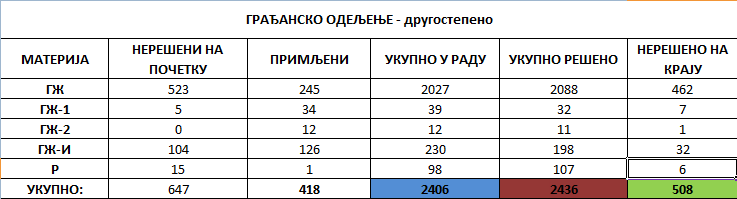 ГРАЂАНСКО ОДЕЉЕЊЕ - другостепено
МАТЕРИЈА НЕРЕШЕНИ НА ПОЧЕТКУ ПРИМЉЕНИ УКУПНО У РАДУ УКУПНО РЕШЕНО НЕРЕШЕНО НА КРАЈУ
ГЖ 523 245 2027 2088 462
ГЖ-1 5 34 39 32 7
ГЖ-2 0 12 12 11 1
ГЖ-И 104 126 230 198 32
Р 15 1 98 107 6
УКУПНО: 647 418 2406 2436 508